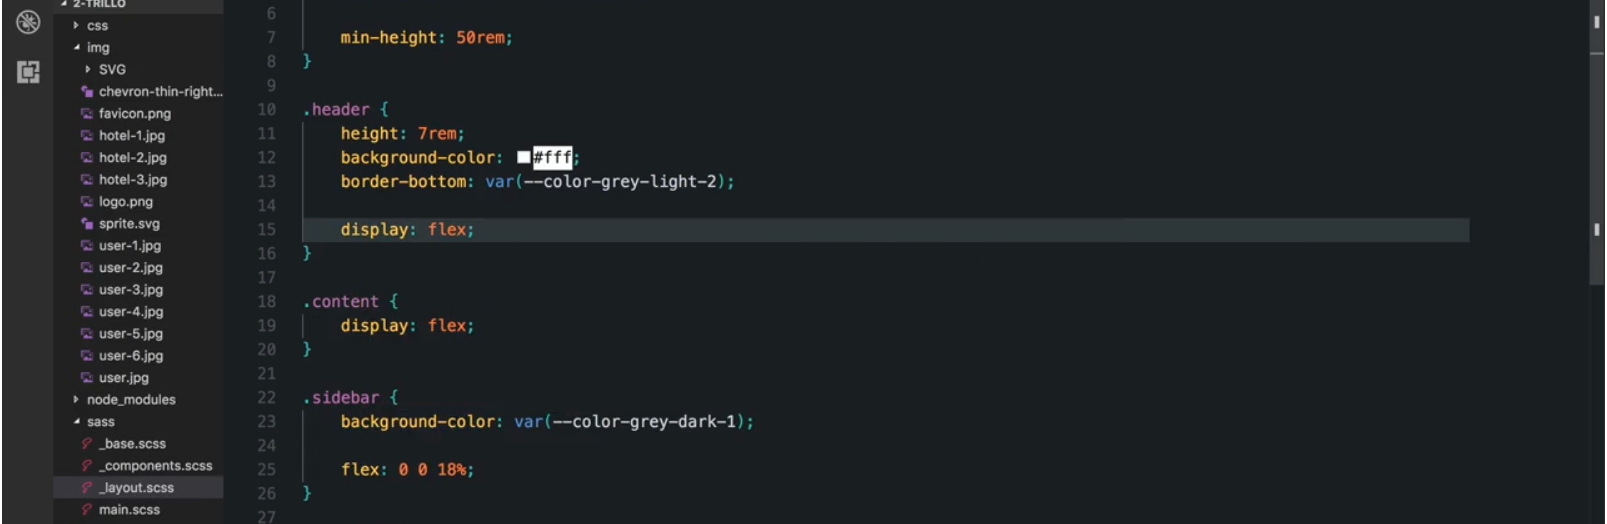 2-TRILLO
css
img
SVG
chevron-thin-right...
favicon.png
hotel-1.jpg
hotel-2.jpg
hotel-3.jpg
logo.png
sprite.svg
user-1.jpg
user-2.jpg
user-3.jpg
user-4.jpg
user-5.jpg
user-6.jpg
user.jpg
node_modules
sass
_base.scss
_components.scss
_layout.scss
main.scss
6
7 min-height: 50rem;
8 }
9
10 .header {
11 height: 7rem;
12 background-color: #fff;
13 border-bottom: var(--color-grey-light-2);
14
15 display: flex;
16 }
17
18 .content {
19 display: flex;
20 }
21
22 .sidebar {
23 background-color: var(--color-grey-dark-1);
24
25 flex: 0 0 18%;
26 }
27